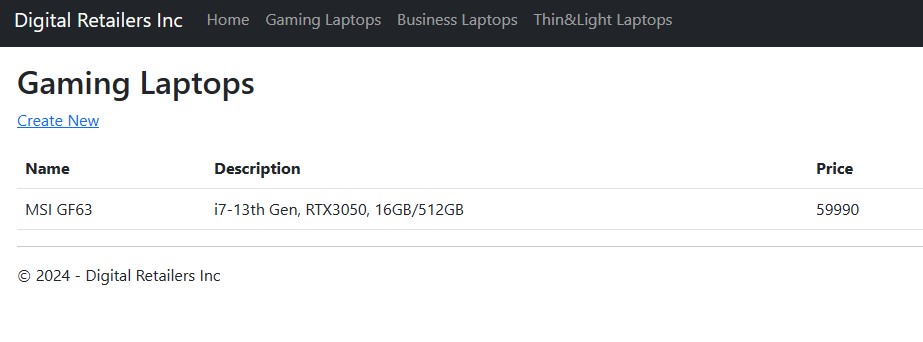 Digital Retailers Inc Home Gaming Laptops Business Laptops Thin&Light Laptops
Gaming Laptops
Create New
Name Description Price
MSI GF63 i7-13th Gen, RTX3050, 16GB/512GB 59990
© 2024 - Digital Retailers Inc